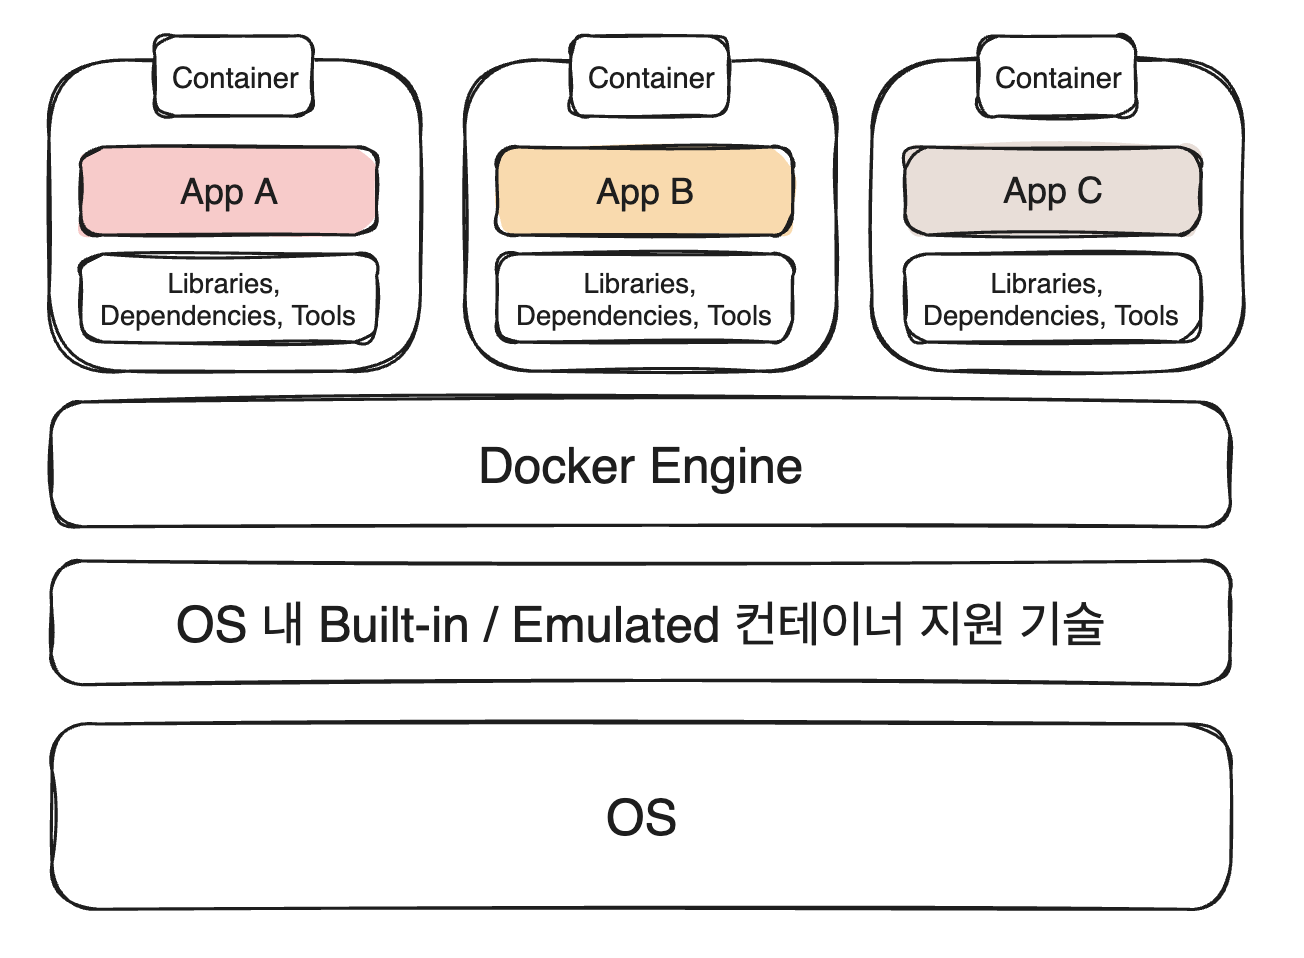 Container
App A
Libraries,
Dependencies, Tools
Container
App B
Libraries,
Dependencies, Tools
Container
App C
Libraries,
Dependencies, Tools
Docker Engine
OS 내 Built-in / Emulated 컨테이너 지원 기술
OS